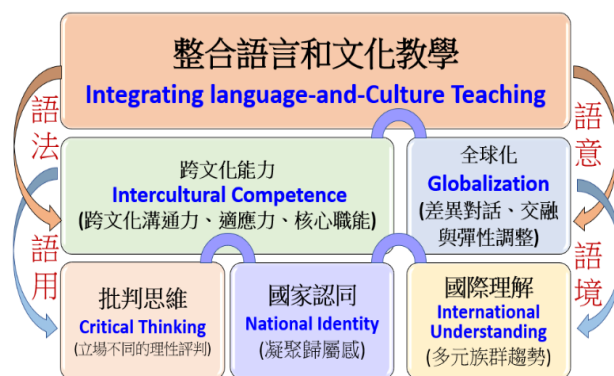 整合語言和文化教學
Integrating language-and-Culture Teaching
語法
語意
跨文化能力
Intercultural Competence
(跨文化溝通力、適應力、核心職能)
全球化
Globalization
(差異對話、交融
與彈性調整)
語用
語境
批判思維
Critical Thinking
(立場不同的理性評判)
國家認同
National Identity
(凝聚歸屬感)
國際理解
International
Understanding
(多元族群趨勢)